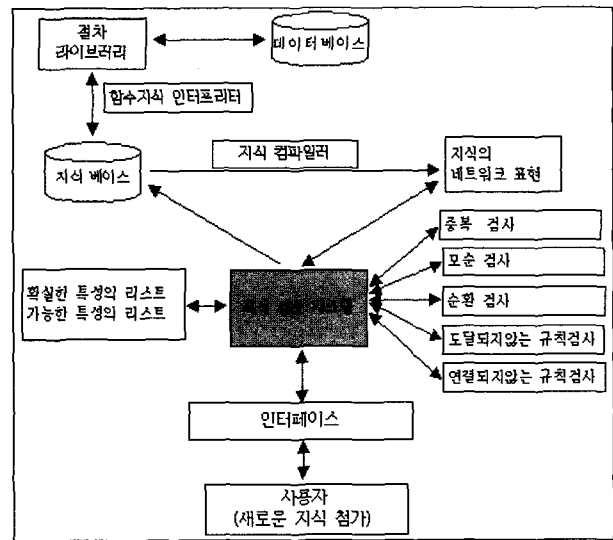 절차
라이브러리
데이터베이스
함수지식 인터프리터
지식 컴파일러
지식 베이스
지식의
네트워크 표현
중복 검사
모순 검사
순환 검사
도달되지않는 규칙검사
연결되지않는 규칙검사
확실한 특성의 리스트
가능한 특성의 리스트
인터페이스
사용자
(새로운 지식 첨가)